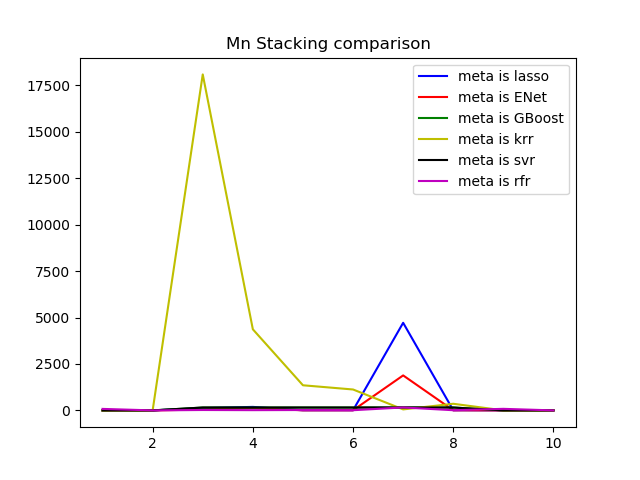 Mn Stacking comparison
17500
15000
12500
10000
7500
5000
2500
0
2
4
6
8
10
meta is lasso
meta is ENet
meta is GBoost
meta is krr
meta is svr
meta is rfr